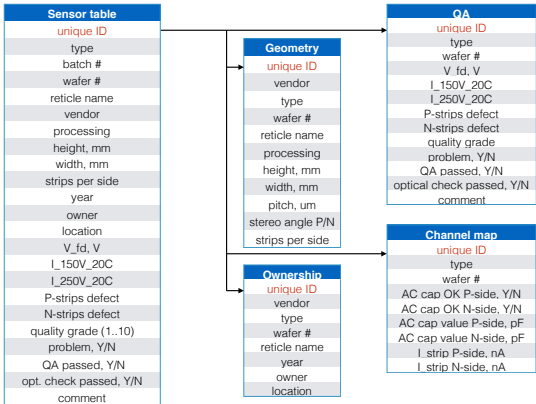 Sensor table
unique ID
type
batch #
wafer #
reticle name
vendor
processing
height, mm
width, mm
strips per side
year
owner
location
V_fd, V
I_150V_20C
I_250V_20C
P-strips defect
N-strips defect
quality grade (1..10)
problem, Y/N
QA passed, Y/N
opt. check passed, Y/N
comment
Geometry
unique ID
vendor
type
wafer #
reticle name
processing
height, mm
width, mm
pitch, um
stereo angle P/N
strips per side
Ownership
unique ID
vendor
type
wafer #
reticle name
year
owner
location
QA
unique ID
type
wafer #
V_fd, V
I_150V_20C
I_250V_20C
P-strips defect
N-strips defect
quality grade
problem, Y/N
QA passed, Y/N
optical check passed, Y/N
comment
Channel map
unique ID
type
wafer #
AC cap OK P-side, Y/N
AC cap OK N-side, Y/N
AC cap value P-side, pF
AC cap value N-side, pF
I_strip P-side, nA
I_strip N-side, nA